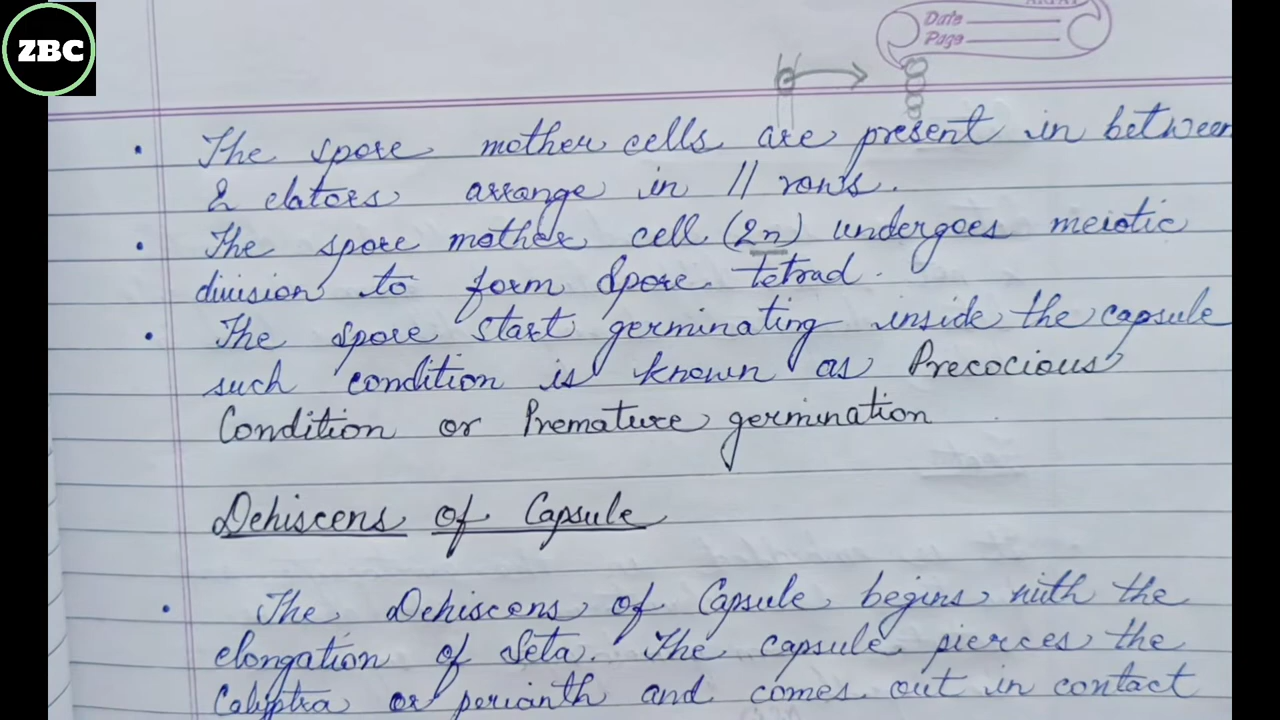 ZBC
Date
Page
• The spore mother cells are present in between
2 elators arrange in // rows.
• The spore mother cell (2n) undergoes meiotic
division to form spore tetrad.
• The spore start germinating inside the capsule
such condition is known as Precocious
Condition or Premature germination
Dehiscens of Capsule
• The Dehiscens of Capsule begins with the
elongation of Seta. The capsule pierces the
Caliptra or perianth and comes out in contact